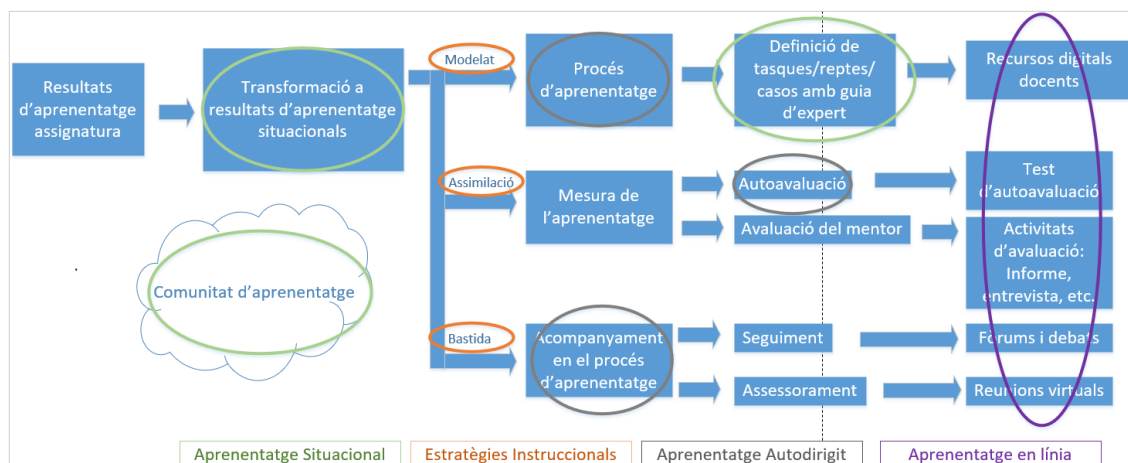 Resultats
d'aprenentatge
assignatura
Transformació a
resultats d'aprenentatge
situacionals
Modelat
Procés
d'aprenentatge
Definició de
tasques/reptes/
casos amb guia
d'expert
Recursos digitals
docents
Assimilació
Mesura de
l'aprenentatge
Autoavaluació
Test
d'autoavaluació
Avaluació del mentor
Activitats
d'avaluació:
Informe,
entrevista, etc.
Comunitat d'aprenentatge
Bastida
Acompanyament
en el procés
d'aprenentatge
Seguiment
Fòrums i debats
Assessorament
Reunions virtuals
Aprenentatge Situacional
Estratègies Instruccionals
Aprenentatge Autodirigit
Aprenentatge en línia